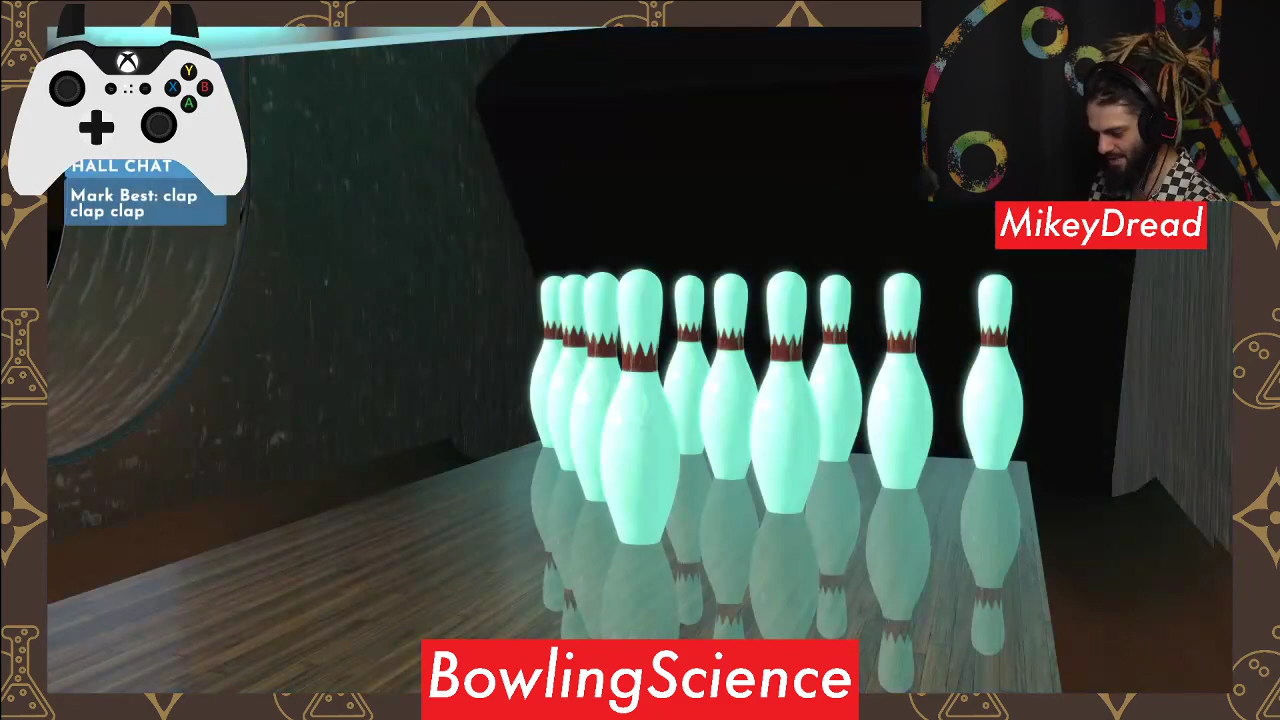 Y
X
B
A
HALL CHAT
Mark Best: clap
clap clap
MikeyDread
BowlingScience